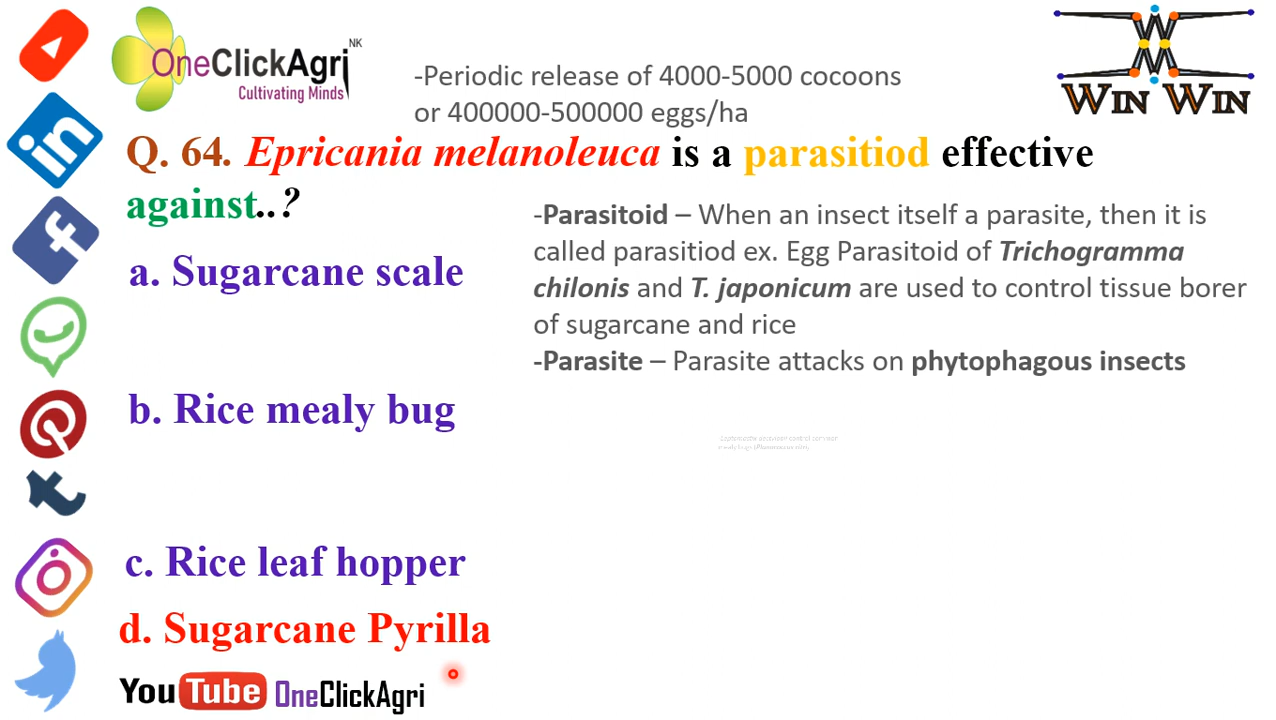 OneClickAgri NK
Cultivating Minds
WIN WIN
-Periodic release of 4000-5000 cocoons
or 400000-500000 eggs/ha
Q. 64. Epricania melanoleuca is a parasitiod effective
against..?
-Parasitoid – When an insect itself a parasite, then it is
called parasitiod ex. Egg Parasitoid of Trichogramma
chilonis and T. japonicum are used to control tissue borer
of sugarcane and rice
-Parasite – Parasite attacks on phytophagous insects
a. Sugarcane scale
b. Rice mealy bug
c. Rice leaf hopper
d. Sugarcane Pyrilla
YouTube OneClickAgri